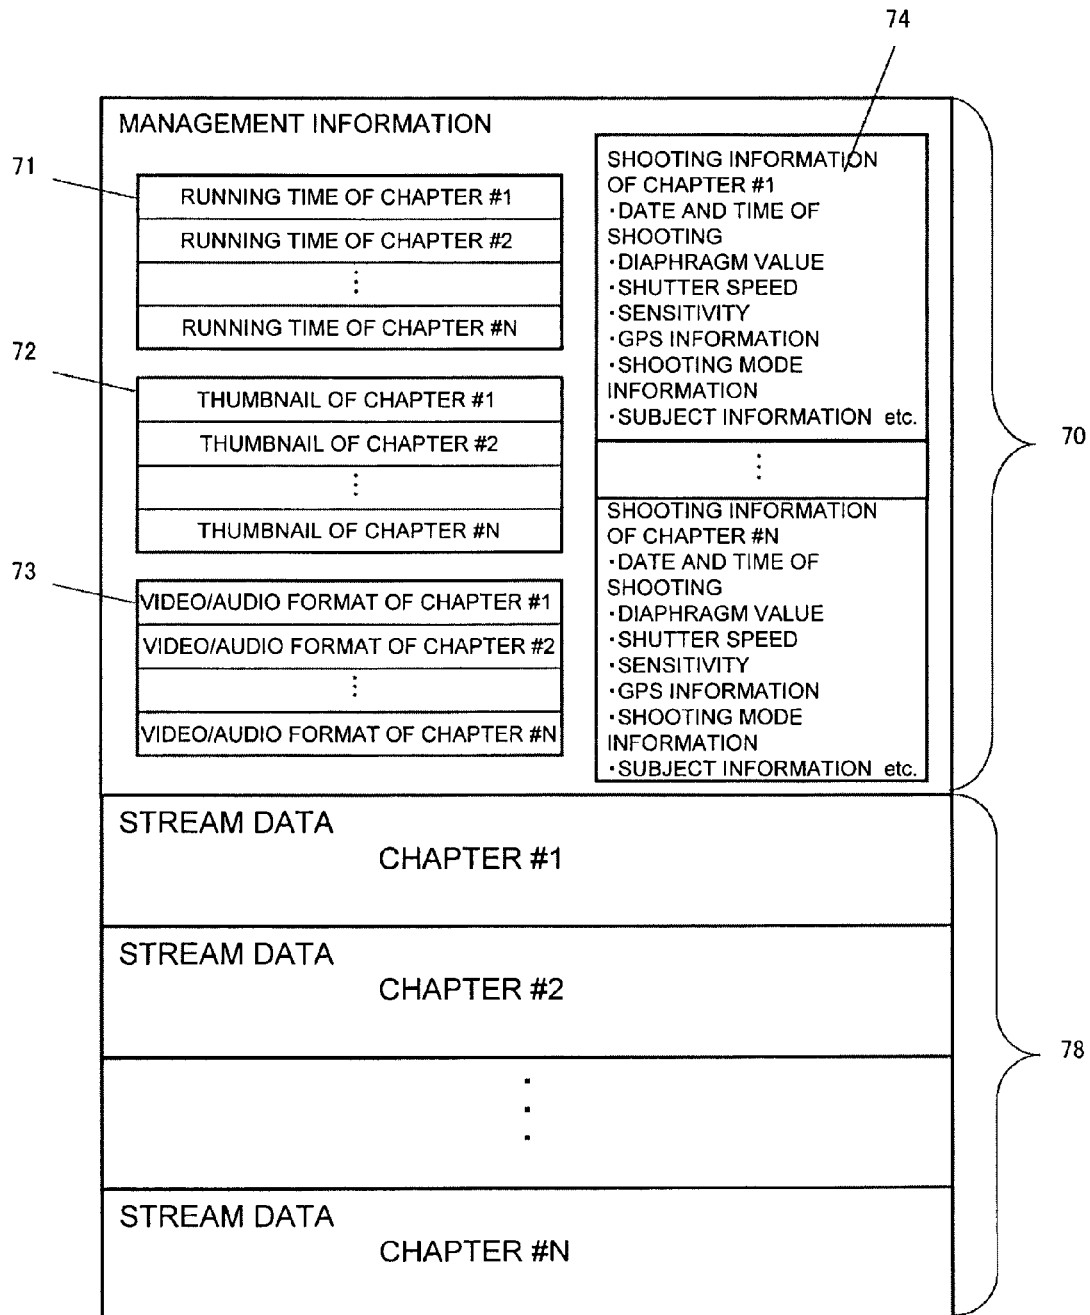 74
MANAGEMENT INFORMATION
71
RUNNING TIME OF CHAPTER #1
RUNNING TIME OF CHAPTER #2
⋮
RUNNING TIME OF CHAPTER #N
72
THUMBNAIL OF CHAPTER #1
THUMBNAIL OF CHAPTER #2
⋮
THUMBNAIL OF CHAPTER #N
73
VIDEO/AUDIO FORMAT OF CHAPTER #1
VIDEO/AUDIO FORMAT OF CHAPTER #2
⋮
VIDEO/AUDIO FORMAT OF CHAPTER #N
SHOOTING INFORMATION
OF CHAPTER #1
・DATE AND TIME OF
SHOOTING
・DIAPHRAGM VALUE
・SHUTTER SPEED
・SENSITIVITY
・GPS INFORMATION
・SHOOTING MODE
INFORMATION
・SUBJECT INFORMATION etc.
⋮
SHOOTING INFORMATION
OF CHAPTER #N
・DATE AND TIME OF
SHOOTING
・DIAPHRAGM VALUE
・SHUTTER SPEED
・SENSITIVITY
・GPS INFORMATION
・SHOOTING MODE
INFORMATION
・SUBJECT INFORMATION etc.
70
STREAM DATA
CHAPTER #1
STREAM DATA
CHAPTER #2
⋮
STREAM DATA
CHAPTER #N
78